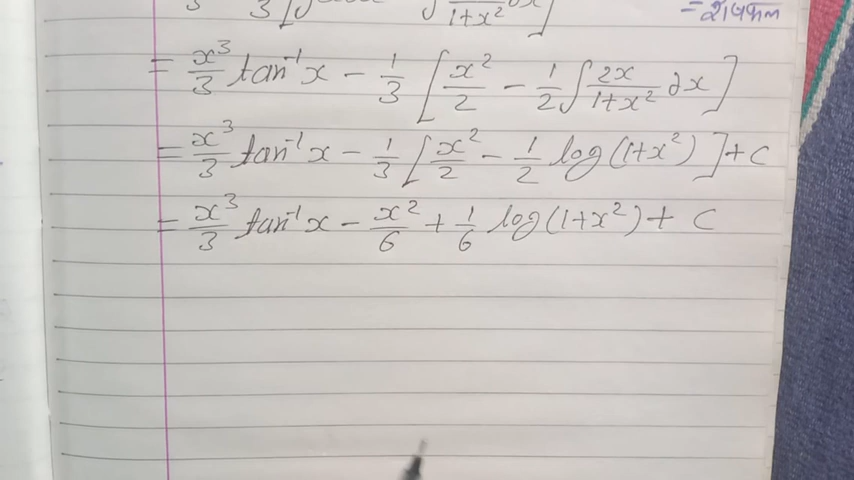 1+x²
= x³/3 tan⁻¹x - 1/3 [x²/2 - 1/2 ∫ 2x/1+x² dx]
= x³/3 tan⁻¹x - 1/3 [x²/2 - 1/2 log(1+x²)] + C
= x³/3 tan⁻¹x - x²/6 + 1/6 log(1+x²) + C